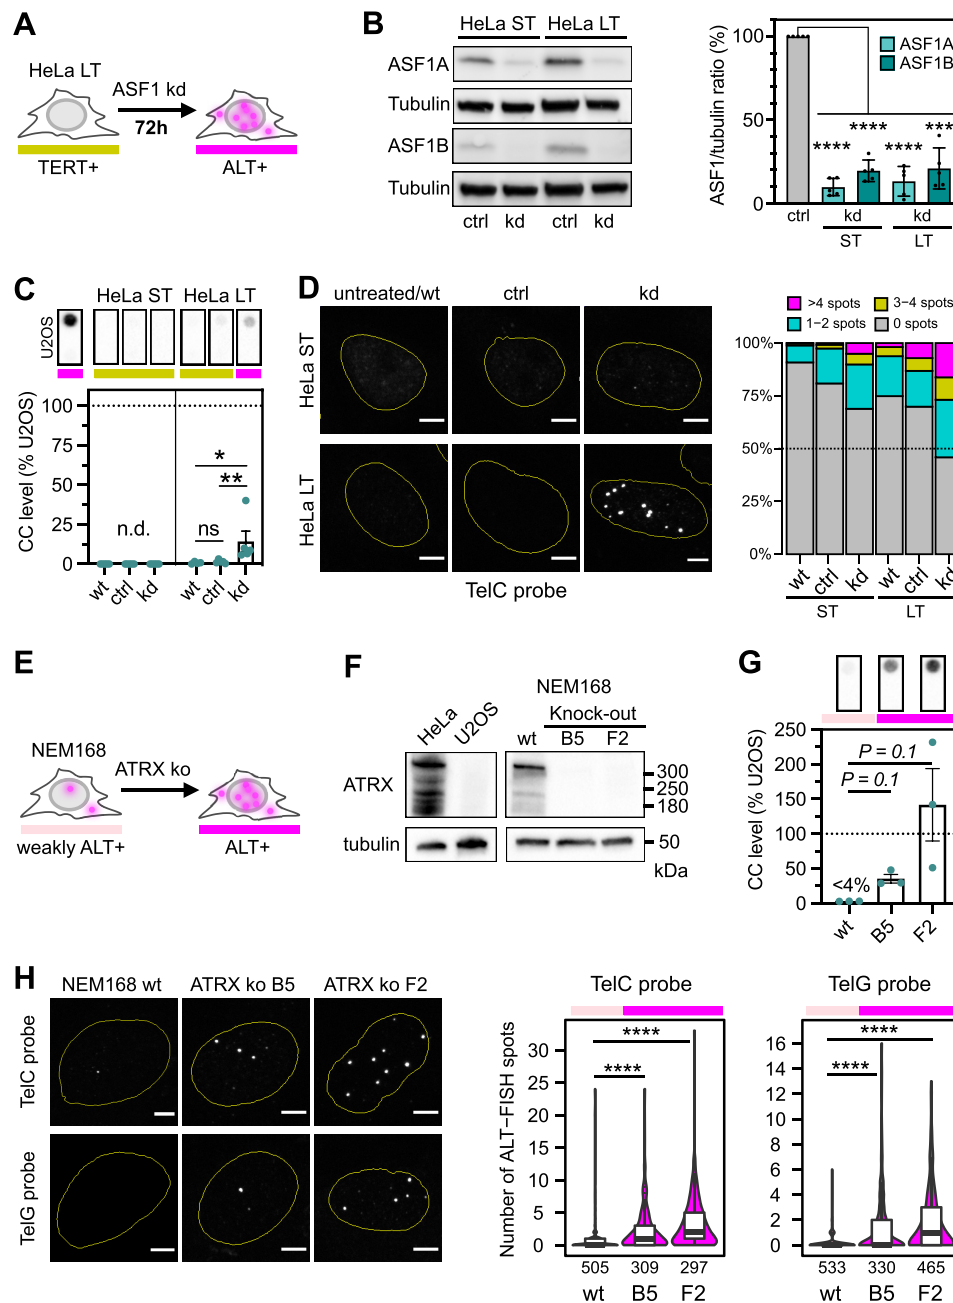 A
HeLa LT
ASF1 kd
72h
TERT+
ALT+
B
HeLa ST HeLa LT
ASF1A
Tubulin
ASF1B
Tubulin
ctrl kd ctrl kd
ASF1/tubulin ratio (%)
100
50
0
ASF1A
ASF1B
**** **** **** ***
ctrl kd kd
ST LT
C
HeLa ST HeLa LT
U2OS
CC level (% U2OS)
100
75
50
25
0
n.d.
ns
*
**
wt ctrl kd wt ctrl kd
D
untreated/wt ctrl kd
HeLa ST
HeLa LT
TelC probe
>4 spots 3−4 spots
1−2 spots 0 spots
100%
75%
50%
25%
0%
wt ctrl kd wt ctrl kd
ST LT
E
NEM168
ATRX ko
weakly ALT+
ALT+
F
NEM168
Knock-out
HeLa U2OS wt B5 F2
ATRX
300
250
180
tubulin
50
kDa
G
CC level (% U2OS)
250
200
150
100
50
0
P = 0.1
P = 0.1
<4%
wt B5 F2
H
NEM168 wt ATRX ko B5 ATRX ko F2
TelC probe
TelG probe
TelC probe
Number of ALT−FISH spots
30
25
20
15
10
5
0
****
****
505 309 297
wt B5 F2
TelG probe
16
14
12
10
8
6
4
2
0
****
****
533 330 465
wt B5 F2